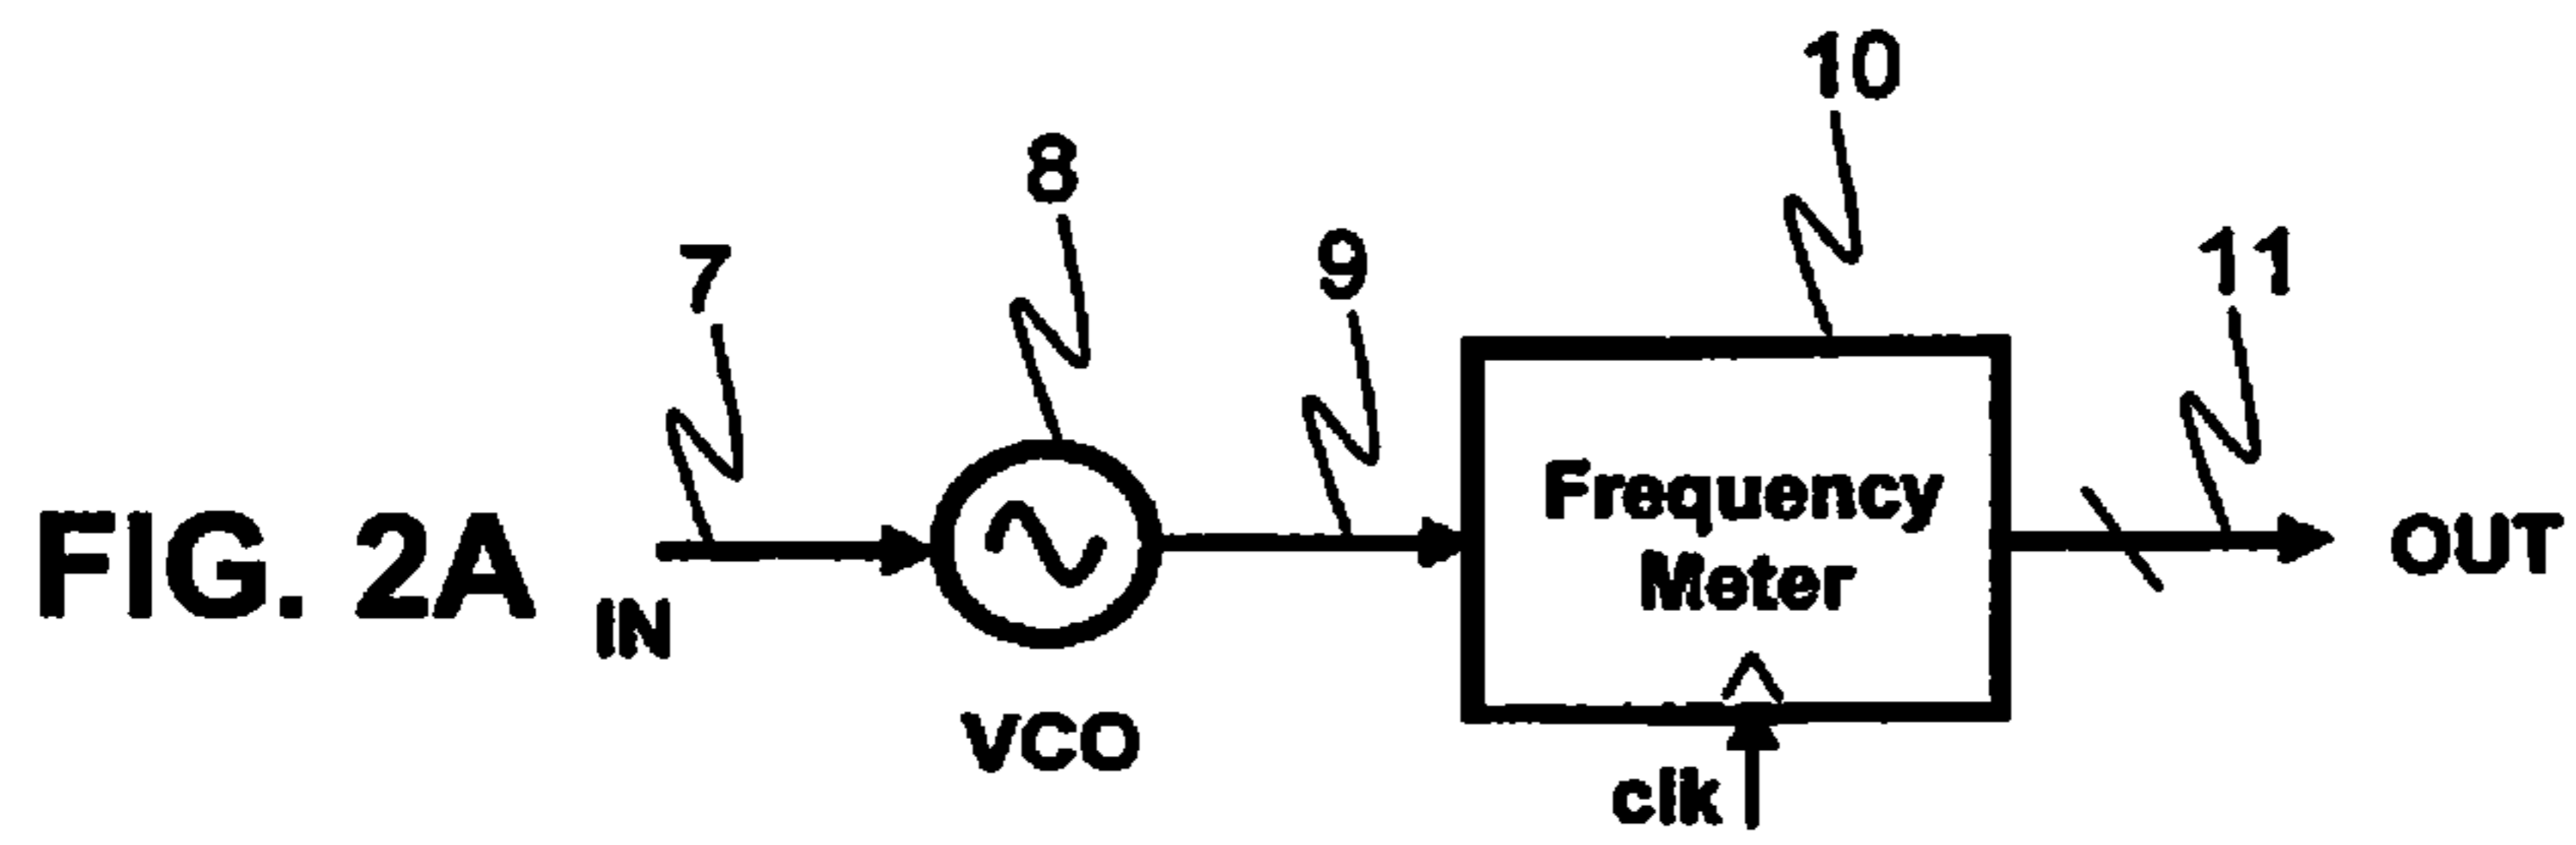 10
8
7
9
11
Frequency
Meter
FIG. 2A
IN
OUT
VCO
clk